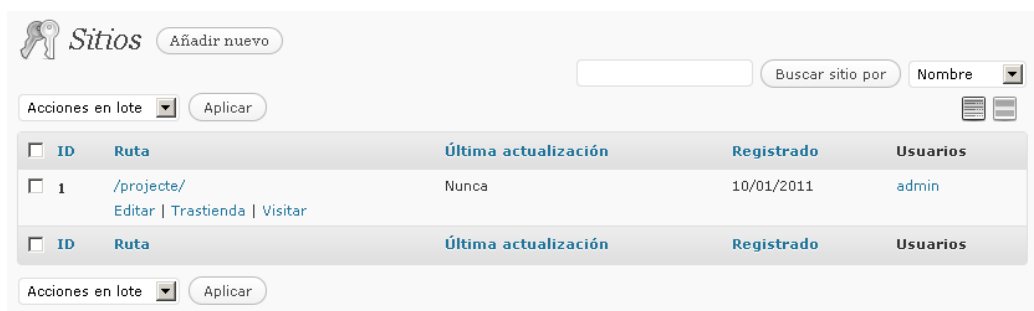 Sitios Añadir nuevo
Buscar sitio por Nombre
Acciones en lote Aplicar
ID Ruta Última actualización Registrado Usuarios
1 /projecte/ Nunca 10/01/2011 admin
Editar | Trastienda | Visitar
ID Ruta Última actualización Registrado Usuarios
Acciones en lote Aplicar